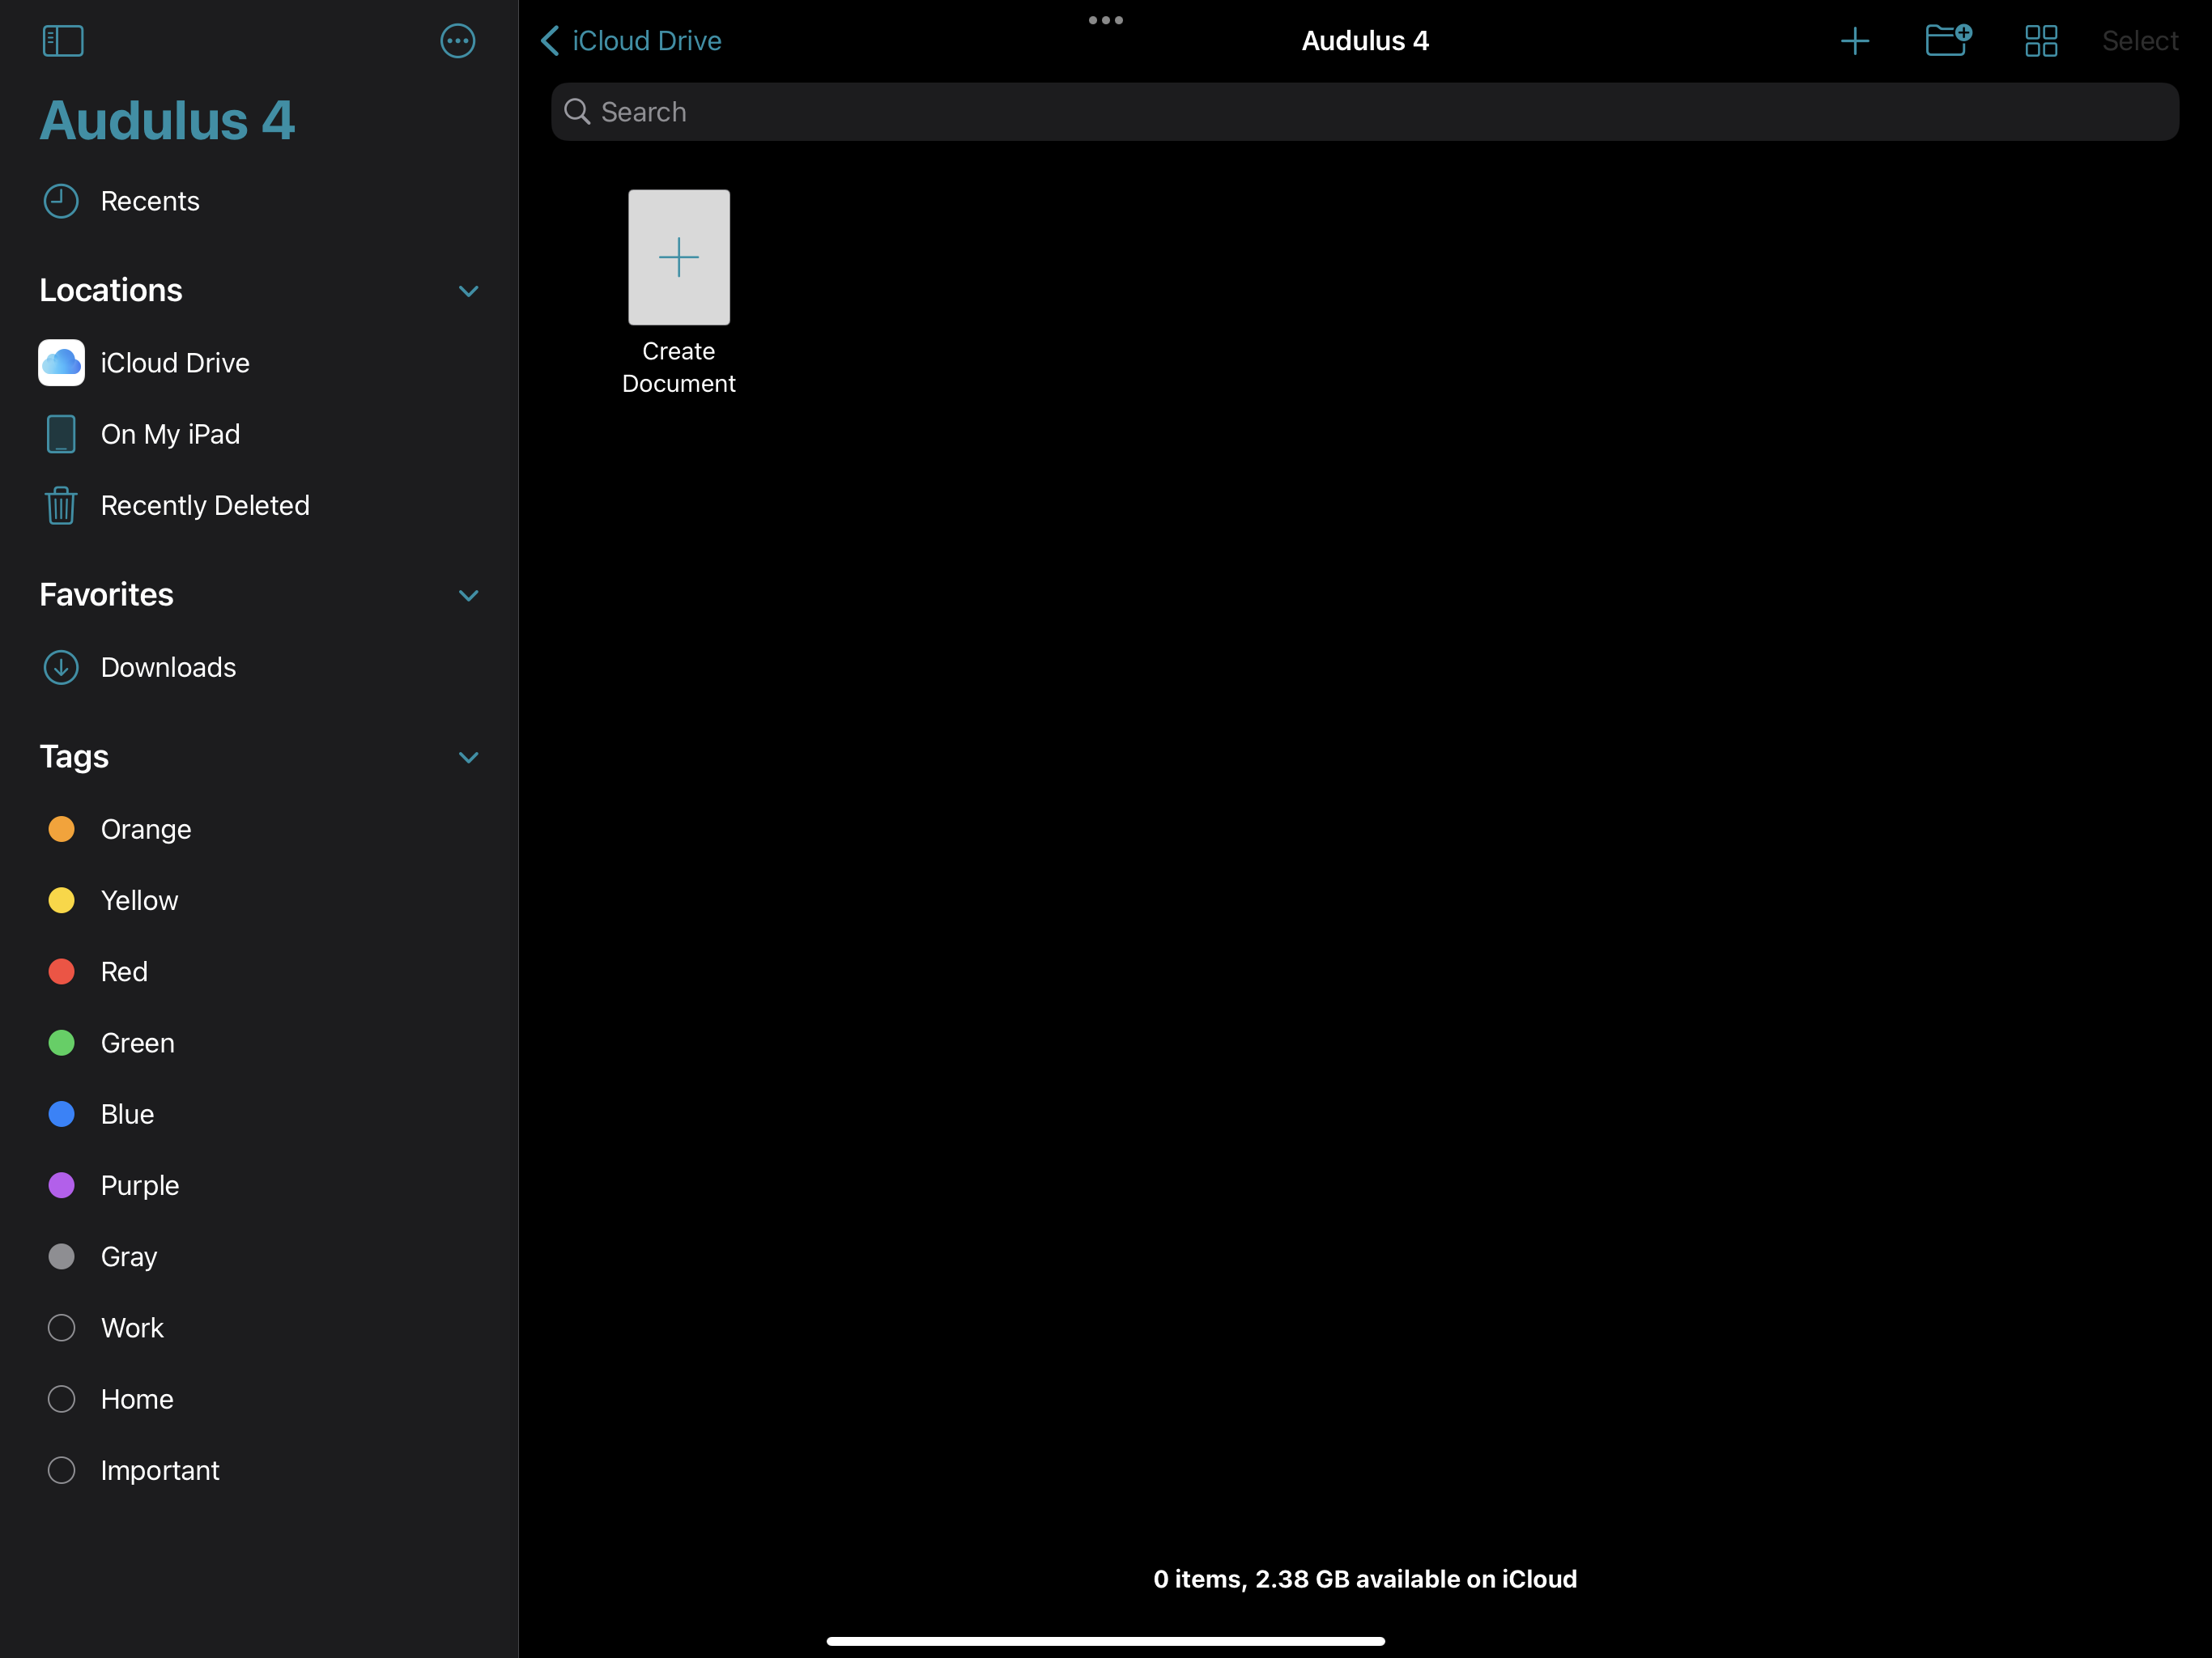 Audulus 4
Recents
Locations
iCloud Drive
On My iPad
Recently Deleted
Favorites
Downloads
Tags
Orange
Yellow
Red
Green
Blue
Purple
Gray
Work
Home
Important
iCloud Drive
Audulus 4
Select
Search
Create
Document
0 items, 2.38 GB available on iCloud